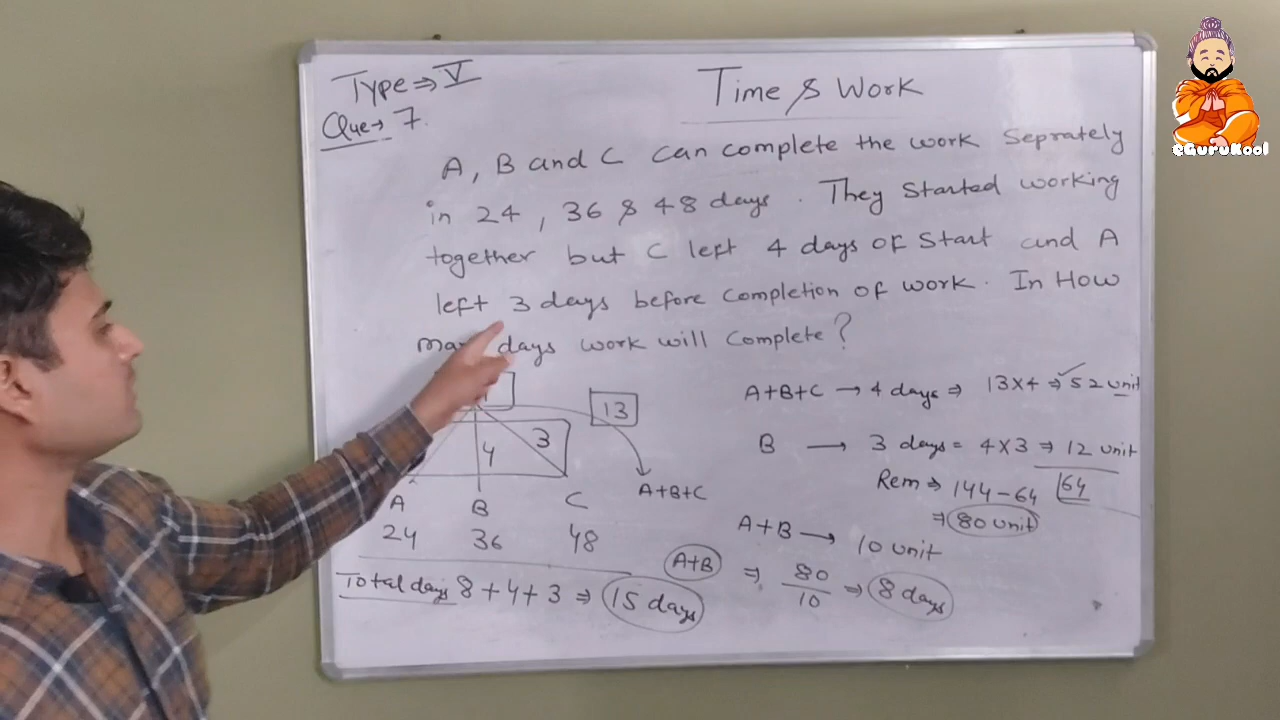 Type⇒ V
Time & Work
Que→ 7.
eGuruKool
A, B and C can complete the work Seprately
in 24, 36 & 48 days. They Started working
together but C left 4 days of Start and A
left 3 days before Completion of work. In How
days work will Complete?
13
4
3
A B C
24 36 48
A+B+C
Total days 8+4+3 ⇒ 15 days
A+B+C → 4 days ⇒ 13×4 ⇒ 52 unit
B → 3 days = 4×3 ⇒ 12 unit
64
Rem ⇒ 144-64
⇒ 80 unit
A+B → 10 unit
A+B ⇒ 80/10 ⇒ 8 days